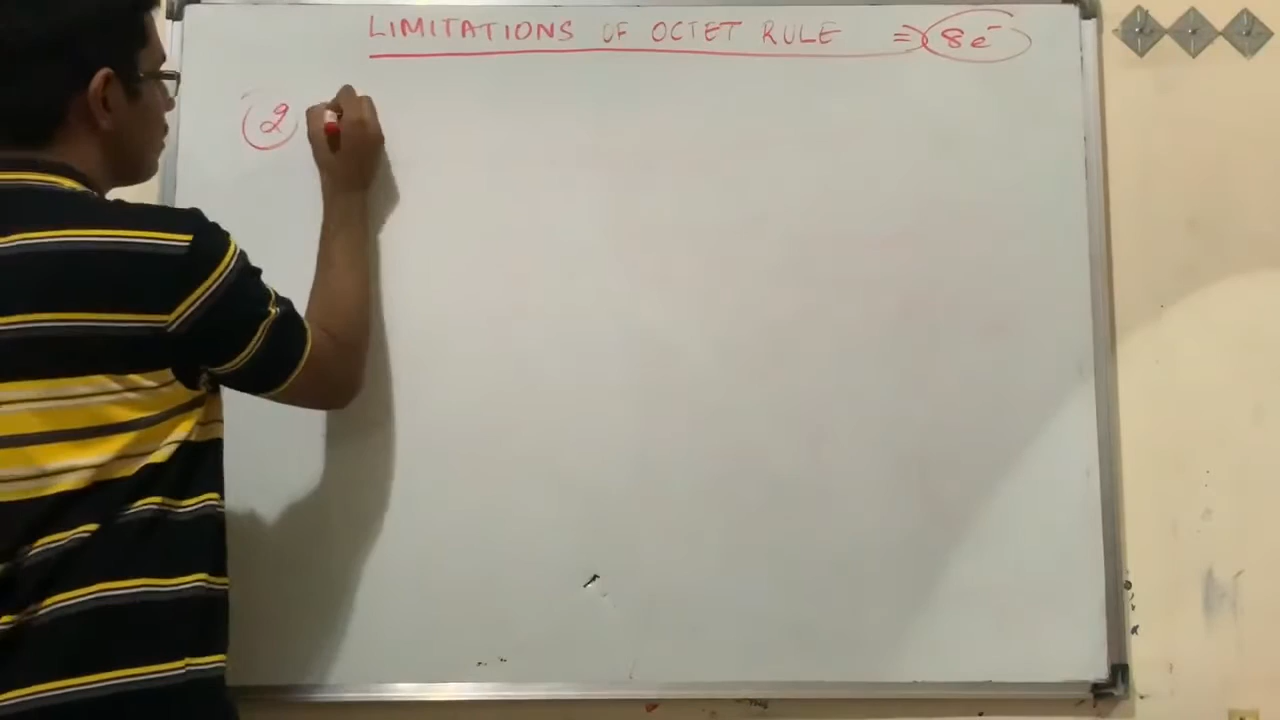 LIMITATIONS OF OCTET RULE ⇒ 8e⁻
2